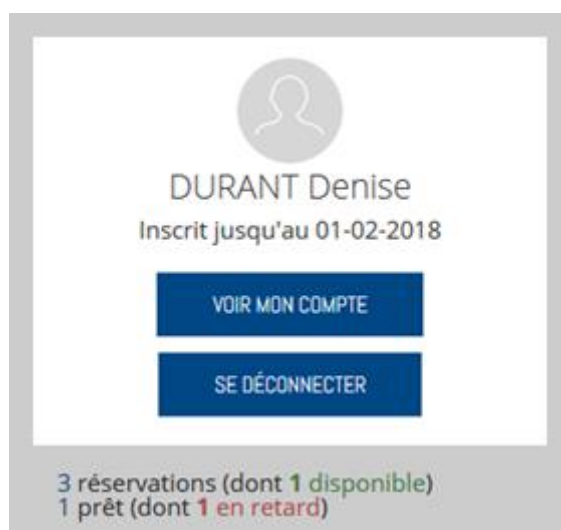 DURANT Denise
Inscrit jusqu'au 01-02-2018
VOIR MON COMPTE
SE DÉCONNECTER
3 réservations (dont 1 disponible)
1 prêt (dont 1 en retard)